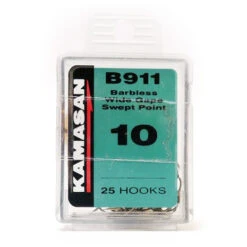 KAMASAN
B911
Barbless
Wide Gape
Swept Point
10
25 HOOKS